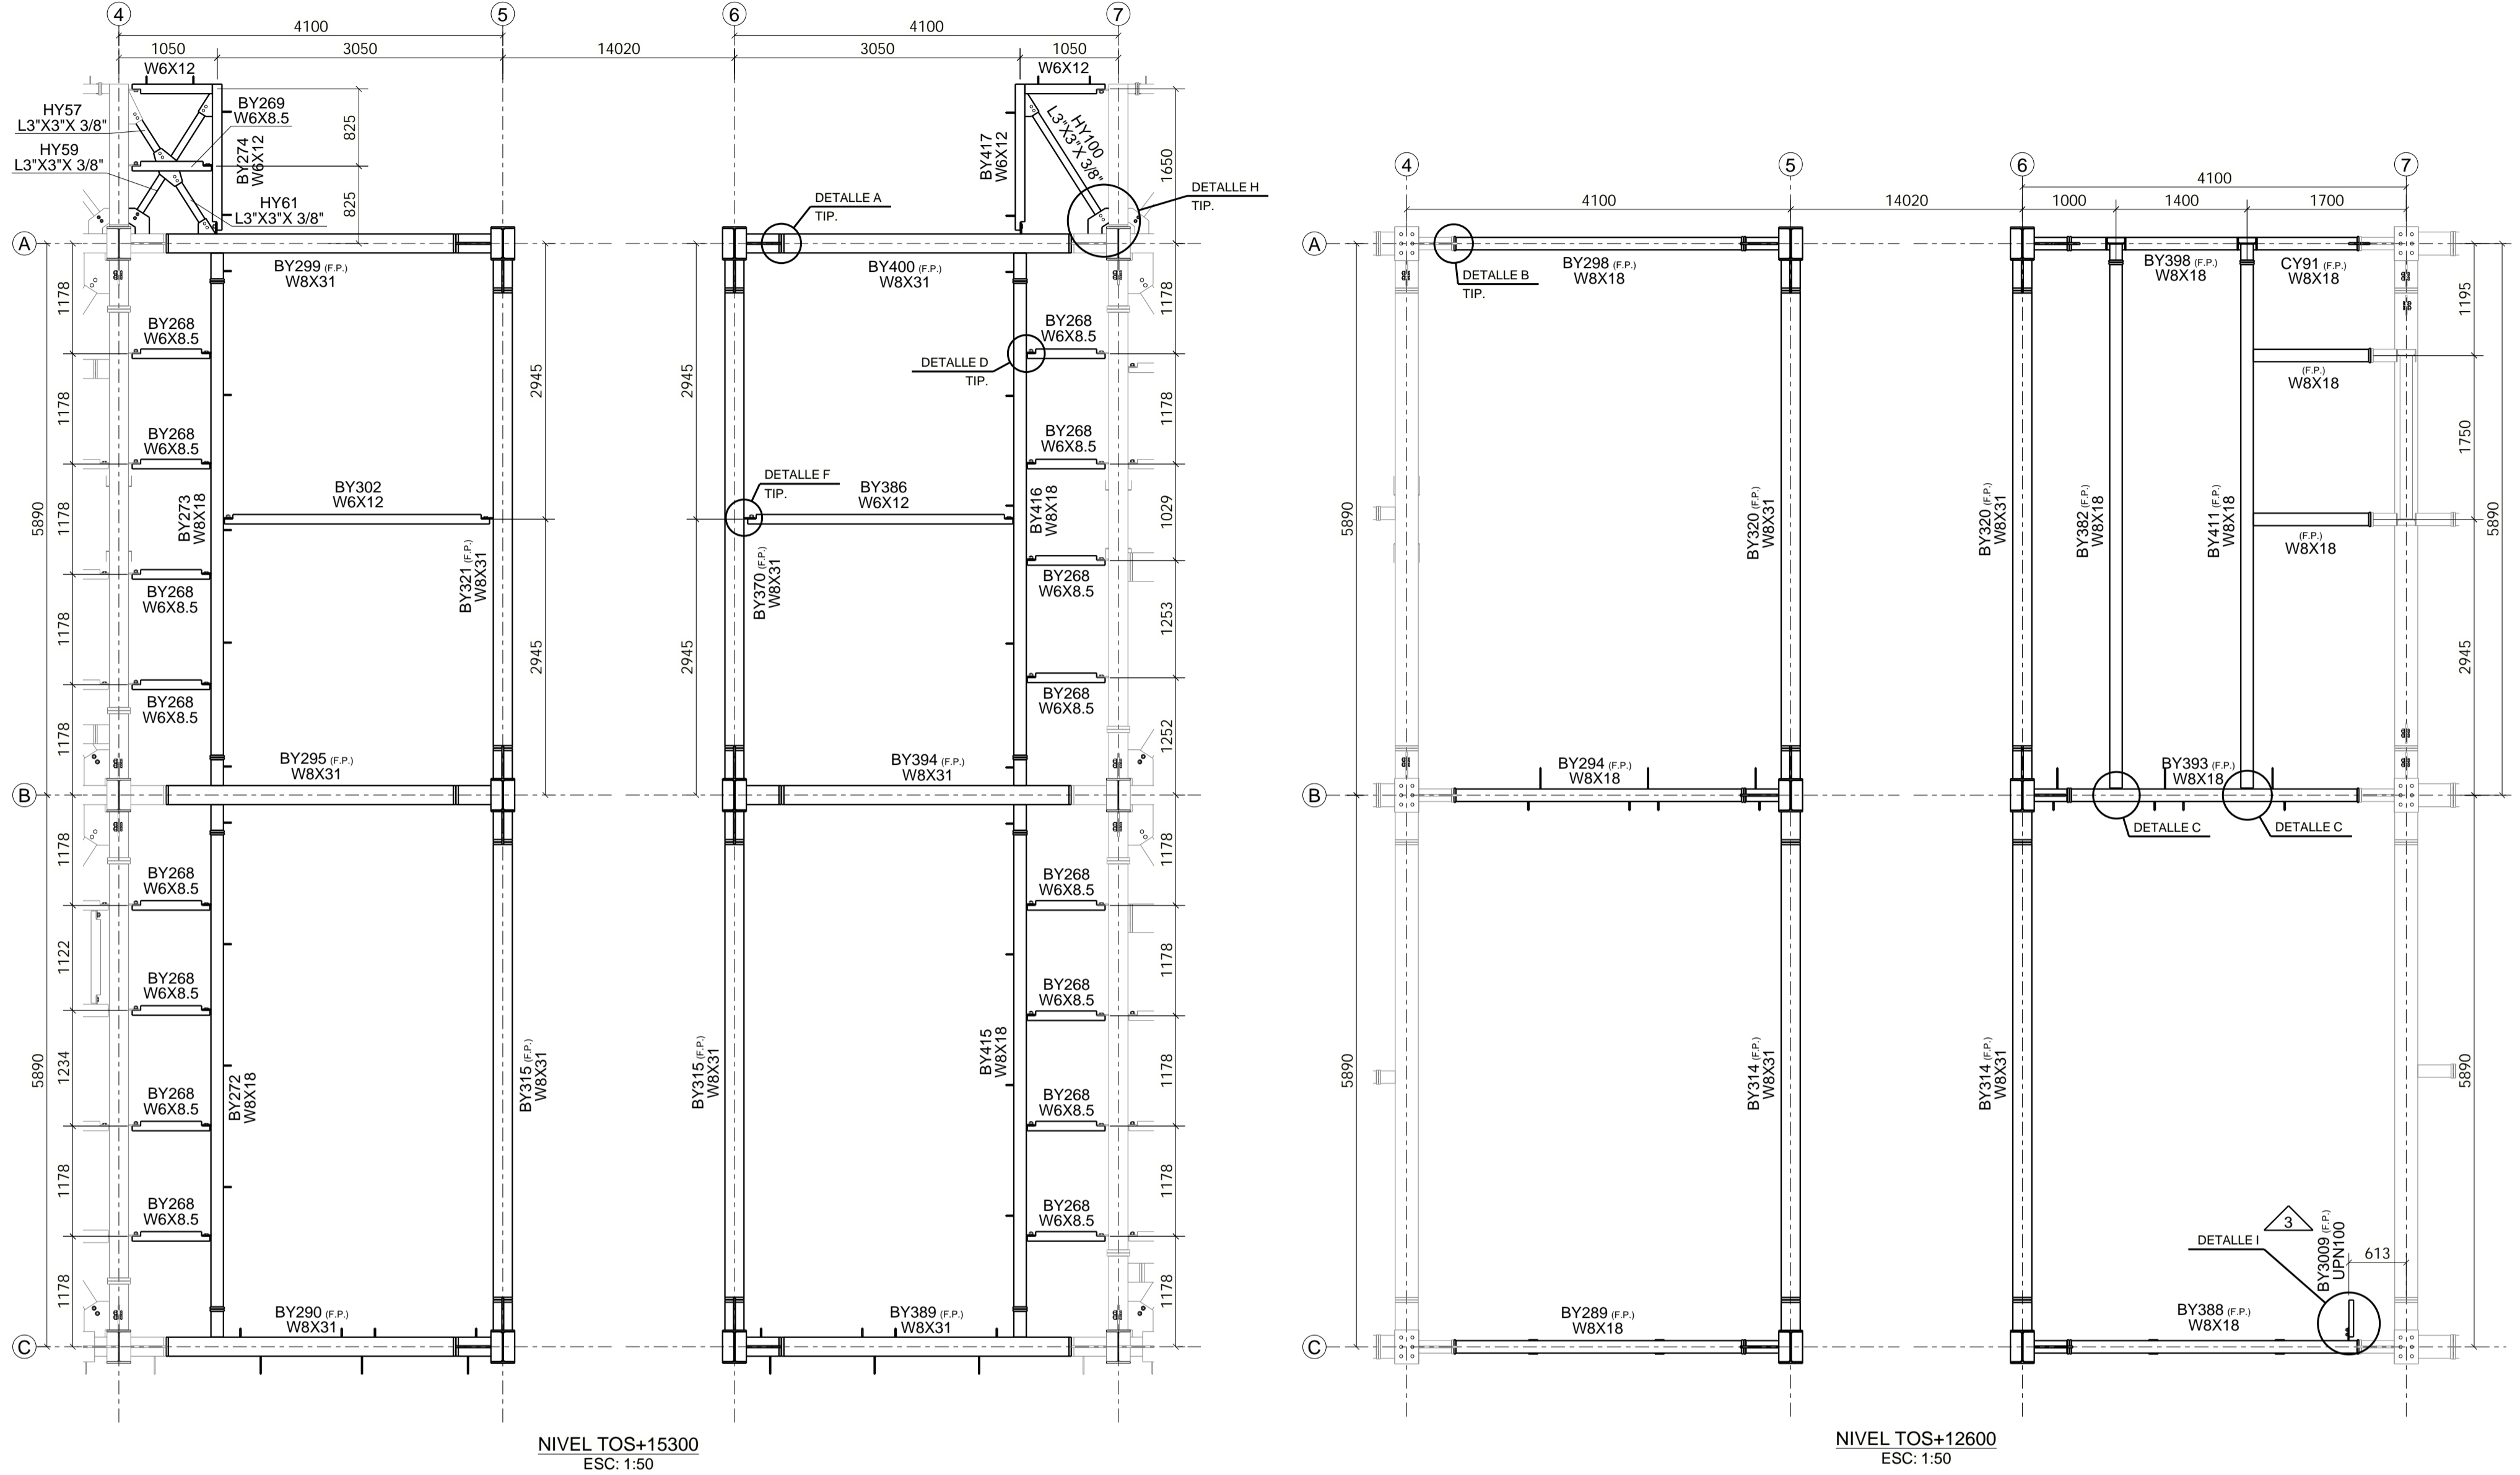 4
5
6
7
4100
4100
1050
3050
14020
3050
1050
W6X12
W6X12
HY57
L3"X3"X 3/8"
BY269
W6X8.5
HY59
L3"X3"X 3/8"
BY274
W6X12
HY61
L3"X3"X 3/8"
825
825
BY417
W6X12
HY100
L3"X3"X 3/8"
1650
DETALLE A
TIP.
DETALLE H
TIP.
A
BY299 (F.P.)
W8X31
BY400 (F.P.)
W8X31
1178
1178
1178
1178
1178
5890
BY268
W6X8.5
BY268
W6X8.5
BY268
W6X8.5
BY268
W6X8.5
BY273
W8X18
BY302
W6X12
BY321 (F.P.)
W8X31
2945
2945
2945
2945
DETALLE D
TIP.
DETALLE F
TIP.
BY386
W6X12
BY370 (F.P.)
W8X31
BY416
W8X18
BY268
W6X8.5
BY268
W6X8.5
BY268
W6X8.5
BY268
W6X8.5
1178
1178
1029
1253
1252
B
BY295 (F.P.)
W8X31
BY394 (F.P.)
W8X31
1178
1122
1234
1178
1178
5890
BY268
W6X8.5
BY268
W6X8.5
BY268
W6X8.5
BY268
W6X8.5
BY272
W8X18
BY315 (F.P.)
W8X31
BY315 (F.P.)
W8X31
BY415
W8X18
BY268
W6X8.5
BY268
W6X8.5
BY268
W6X8.5
BY268
W6X8.5
1178
1178
1178
1178
1178
C
BY290 (F.P.)
W8X31
BY389 (F.P.)
W8X31
NIVEL TOS+15300
ESC: 1:50
4
5
6
7
4100
4100
14020
1000
1400
1700
A
BY298 (F.P.)
W8X18
DETALLE B
TIP.
BY398 (F.P.)
W8X18
CY91 (F.P.)
W8X18
1195
1750
2945
5890
5890
(F.P.)
W8X18
(F.P.)
W8X18
BY320 (F.P.)
W8X31
BY320 (F.P.)
W8X31
BY382 (F.P.)
W8X18
BY411 (F.P.)
W8X18
B
BY294 (F.P.)
W8X18
BY393 (F.P.)
W8X18
DETALLE C
DETALLE C
5890
BY314 (F.P.)
W8X31
BY314 (F.P.)
W8X31
5890
3
DETALLE I
BY3009 (F.P.)
UPN100
613
C
BY289 (F.P.)
W8X18
BY388 (F.P.)
W8X18
NIVEL TOS+12600
ESC: 1:50